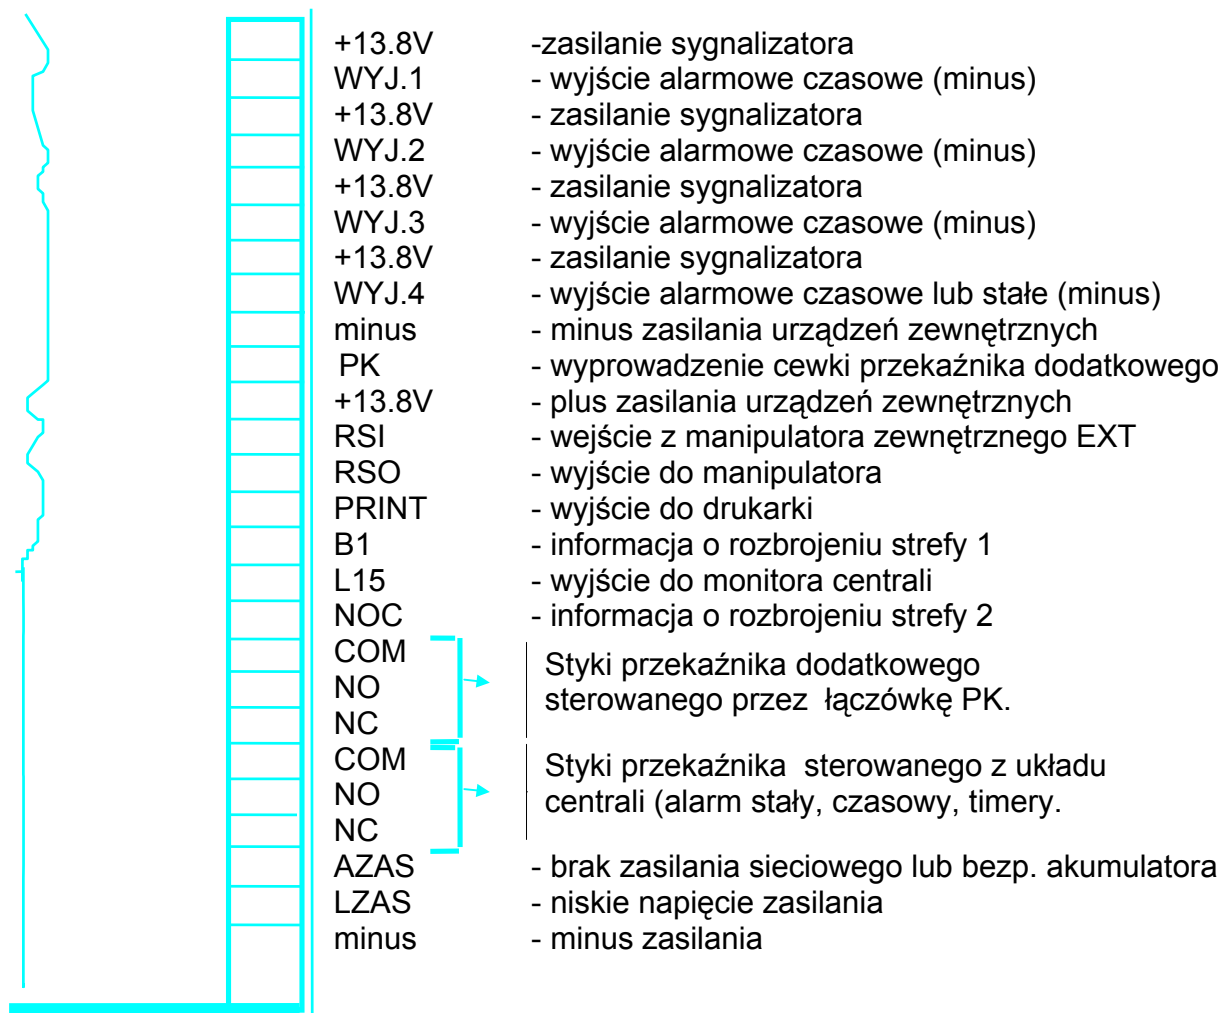 +13.8V -zasilanie sygnalizatora
WYJ.1 - wyjście alarmowe czasowe (minus)
+13.8V - zasilanie sygnalizatora
WYJ.2 - wyjście alarmowe czasowe (minus)
+13.8V - zasilanie sygnalizatora
WYJ.3 - wyjście alarmowe czasowe (minus)
+13.8V - zasilanie sygnalizatora
WYJ.4 - wyjście alarmowe czasowe lub stałe (minus)
minus - minus zasilania urządzeń zewnętrznych
PK - wyprowadzenie cewki przekaźnika dodatkowego
+13.8V - plus zasilania urządzeń zewnętrznych
RSI - wejście z manipulatora zewnętrznego EXT
RSO - wyjście do manipulatora
PRINT - wyjście do drukarki
B1 - informacja o rozbrojeniu strefy 1
L15 - wyjście do monitora centrali
NOC - informacja o rozbrojeniu strefy 2
COM
NO
NC
Styki przekaźnika dodatkowego
sterowanego przez łączówkę PK.
COM
NO
NC
Styki przekaźnika sterowanego z układu
centrali (alarm stały, czasowy, timery.
AZAS - brak zasilania sieciowego lub bezp. akumulatora
LZAS - niskie napięcie zasilania
minus - minus zasilania